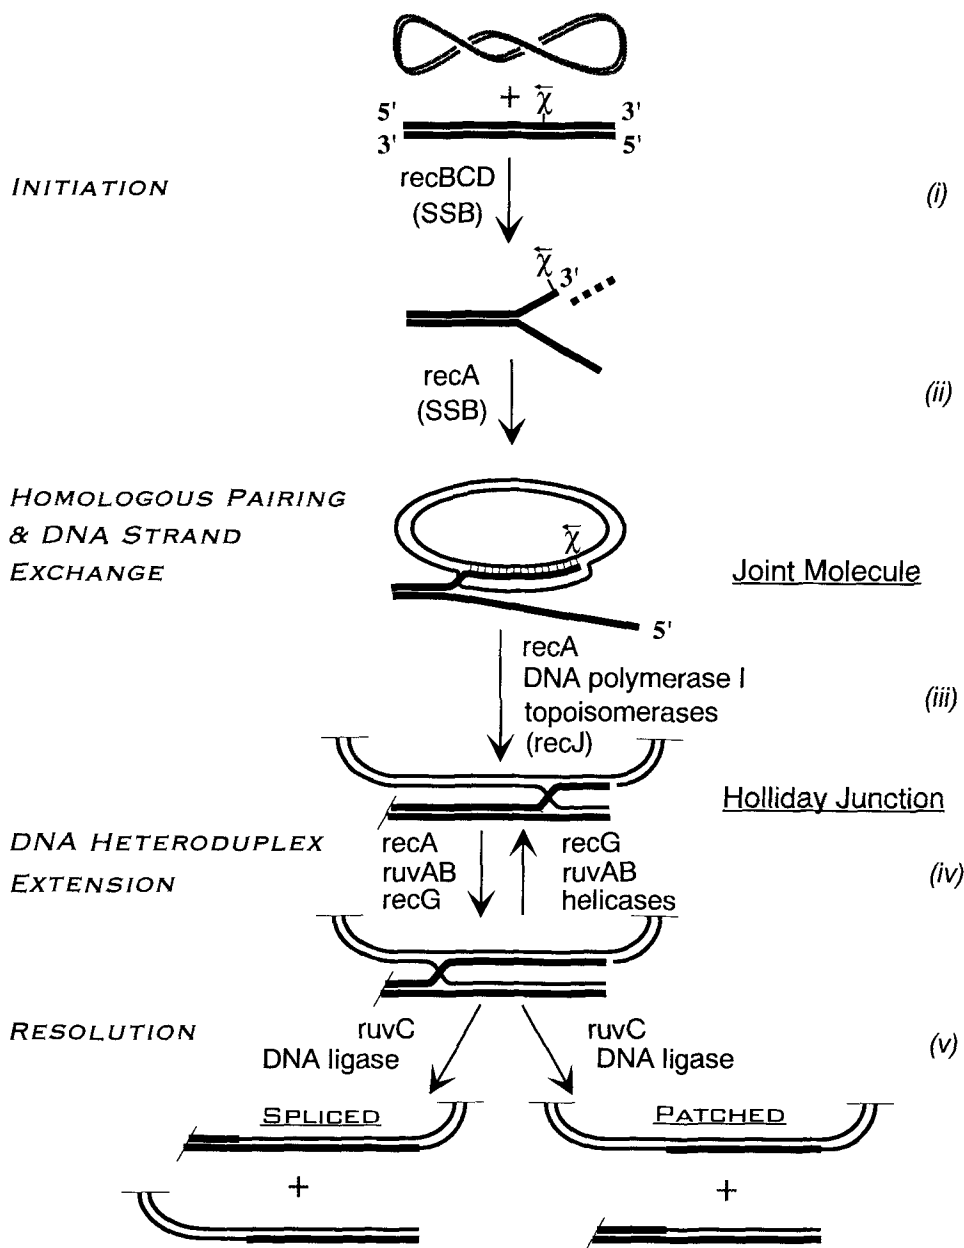 + χ
5' 3'
3' 5'
INITIATION
recBCD
(SSB)
(i)
χ 3'
recA
(SSB)
(ii)
HOMOLOGOUS PAIRING
& DNA STRAND
EXCHANGE
χ
Joint Molecule
5'
recA
DNA polymerase I
topoisomerases
(recJ)
(iii)
Holliday Junction
DNA HETERODUPLEX
EXTENSION
recA
ruvAB
recG
recG
ruvAB
helicases
(iv)
RESOLUTION
ruvC
DNA ligase
ruvC
DNA ligase
(v)
SPLICED
PATCHED
+
+